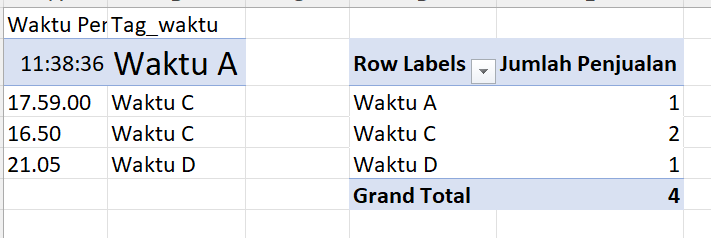 Waktu Per Tag_waktu
11:38:36 Waktu A Row Labels Jumlah Penjualan
17.59.00 Waktu C Waktu A 1
16.50 Waktu C Waktu C 2
21.05 Waktu D Waktu D 1
Grand Total 4